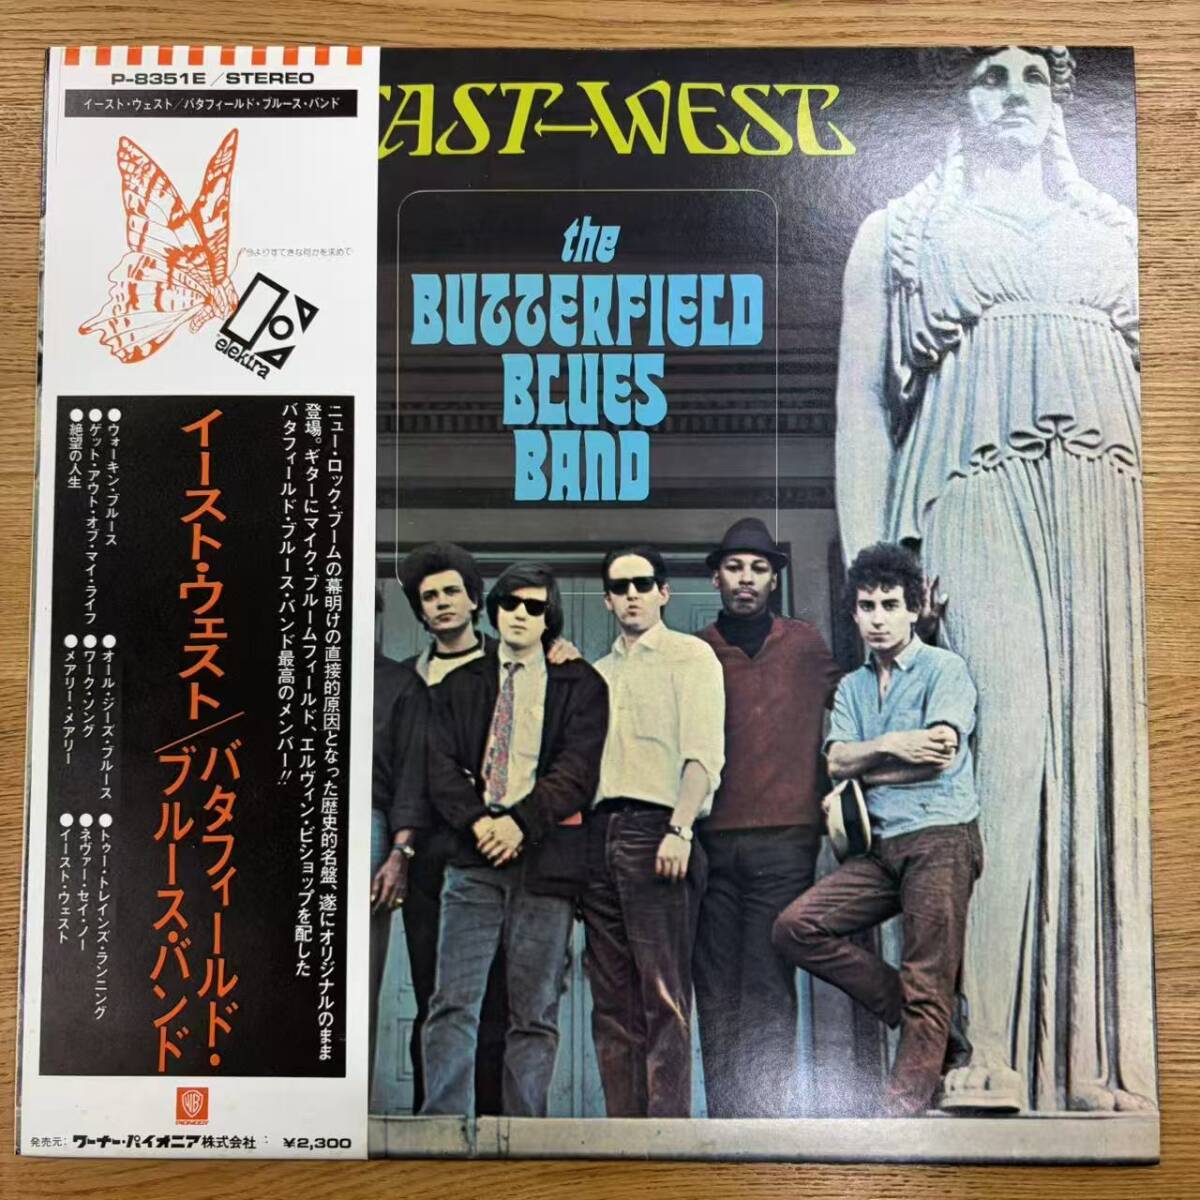 P-8351E/STEREO
イースト・ウェスト/バタフィールド・ブルース・バンド
今よりすてきな何かを求めて
elektra
ニュー・ロック・ブームの幕明けの直接的原因となった歴史的名盤、遂にオリジナルのまま
登場。ギターにマイク・ブルームフィールド、エルヴィン・ビショップを配した
バタフィールド・ブルース・バンド最高のメンバー!!
イースト・ウェスト/バタフィールド・
ブルース・バンド
●ウォーキン・ブルース
●ゲット・アウト・オブ・マイ・ライフ
●絶望の人生
●オール・ジーズ・ブルース
●ワーク・ソング
●メアリー・メアリー
●トゥー・トレインズ・ランニング
●ネヴァー・セイ・ノー
●イースト・ウェスト
WB
PIONEER
発売元:ワーナー・パイオニア株式会社 ¥2,300
EAST↔WEST
the
BUTTERFIELD
BLUES
BAND